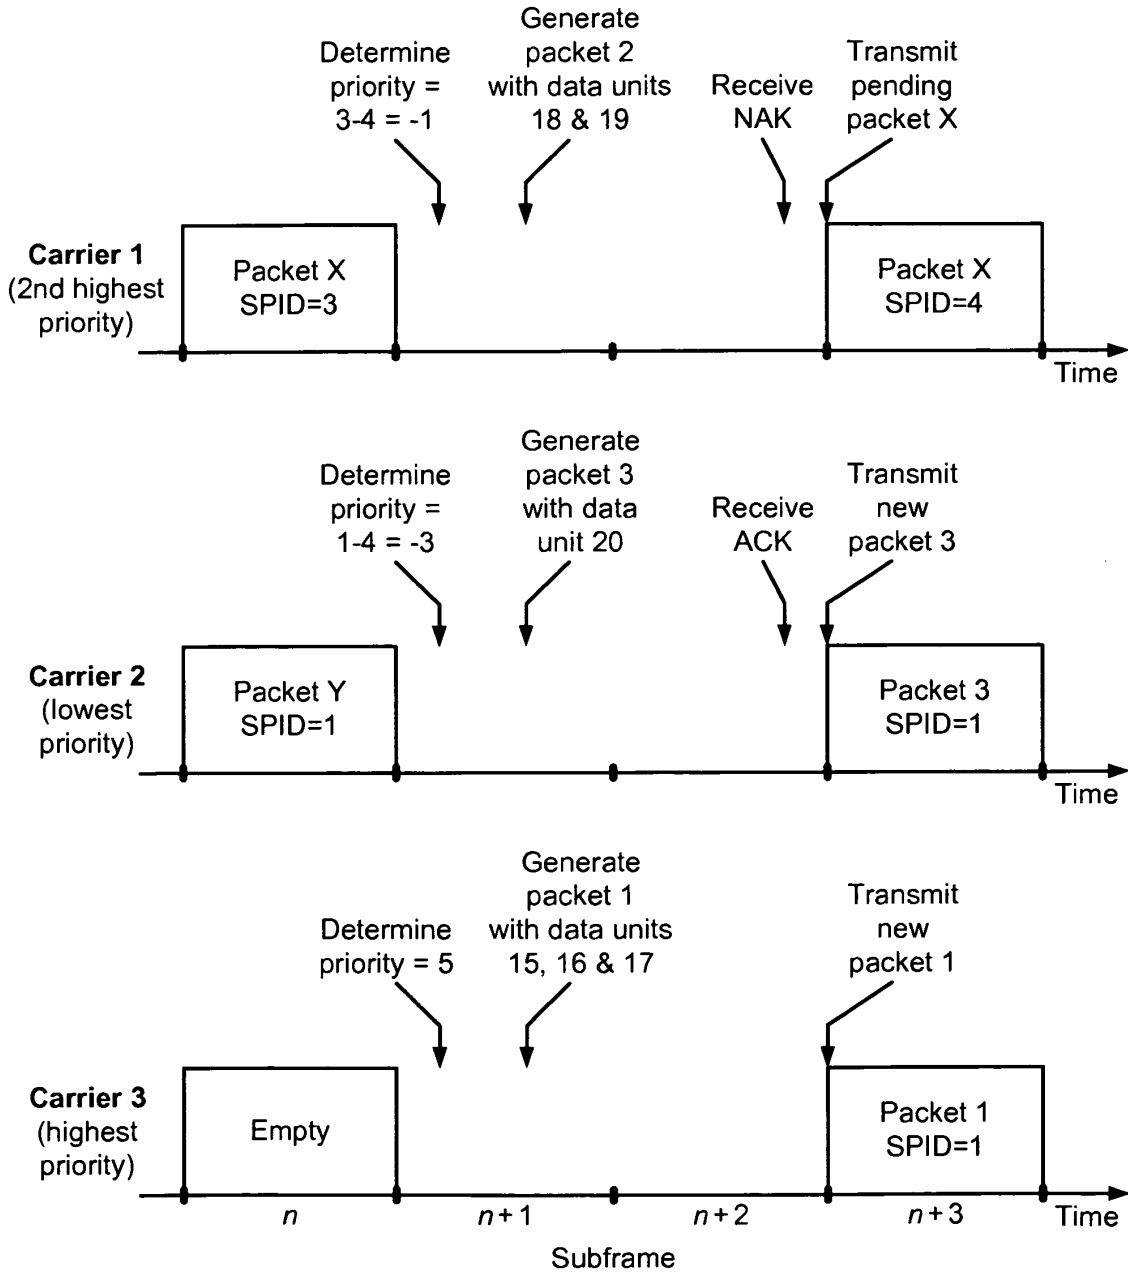 Determine
priority =
3-4 = -1
Generate
packet 2
with data units
18 & 19
Receive
NAK
Transmit
pending
packet X
Carrier 1
(2nd highest
priority)
Packet X
SPID=3
Packet X
SPID=4
Time
Determine
priority =
1-4 = -3
Generate
packet 3
with data
unit 20
Receive
ACK
Transmit
new
packet 3
Carrier 2
(lowest
priority)
Packet Y
SPID=1
Packet 3
SPID=1
Time
Determine
priority = 5
Generate
packet 1
with data units
15, 16 & 17
Transmit
new
packet 1
Carrier 3
(highest
priority)
Empty
Packet 1
SPID=1
n
n+1
n+2
n+3
Time
Subframe